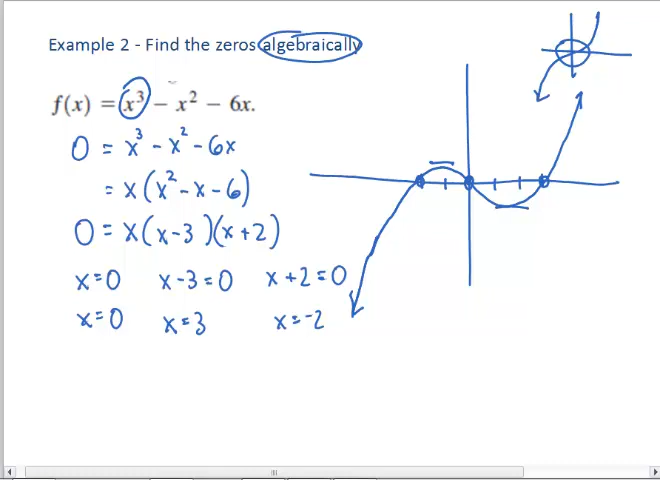 Example 2 - Find the zeros algebraically
f(x) = x³ − x² − 6x.
0 = x³ - x² - 6x
= x(x² - x - 6)
0 = x(x - 3)(x + 2)
x = 0 x - 3 = 0 x + 2 = 0
x = 0 x = 3 x = -2